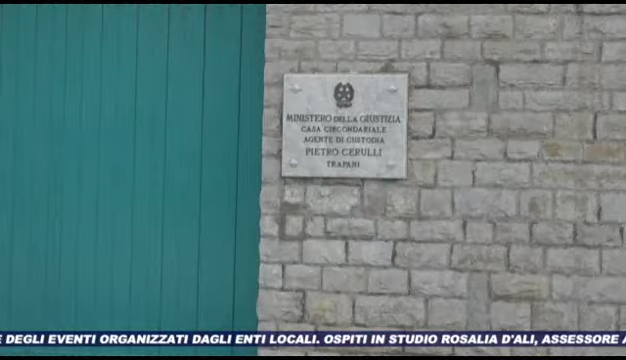 MINISTERO DELLA GIUSTIZIA
CASA CIRCONDARIALE
AGENTE DI CUSTODIA
PIETRO CERULLI
TRAPANI
E DEGLI EVENTI ORGANIZZATI DAGLI ENTI LOCALI. OSPITI IN STUDIO ROSALIA D'ALI, ASSESSORE A